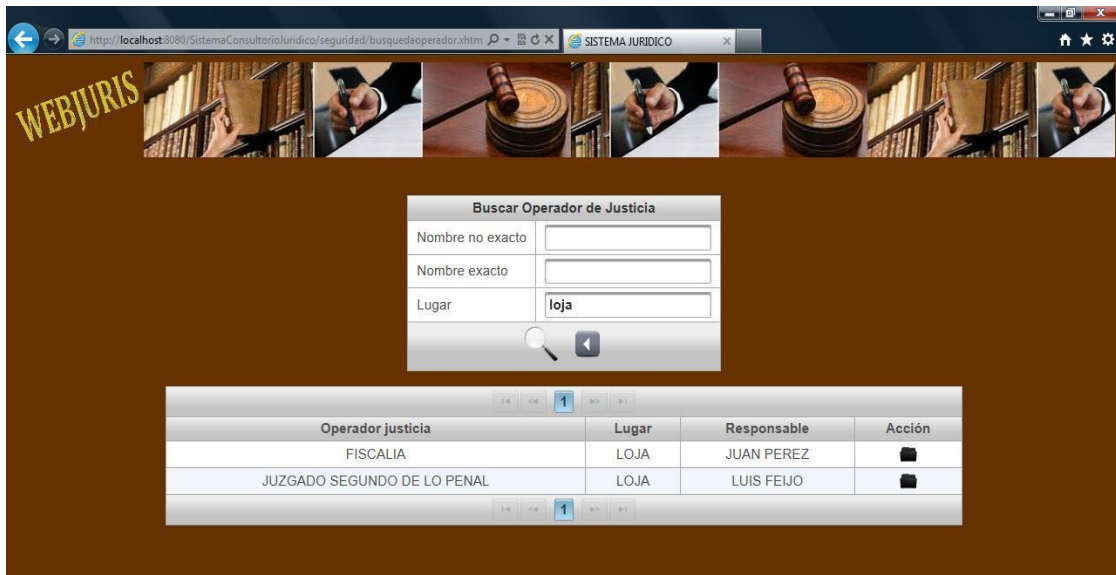 http://localhost:8080/SistemaConsultorioJuridico/seguridad/busquedaoperador.xhtm
SISTEMA JURIDICO
WEBJURIS
Buscar Operador de Justicia
Nombre no exacto
Nombre exacto
Lugar loja
1
Operador justicia Lugar Responsable Acción
FISCALIA LOJA JUAN PEREZ
JUZGADO SEGUNDO DE LO PENAL LOJA LUIS FEIJO
1